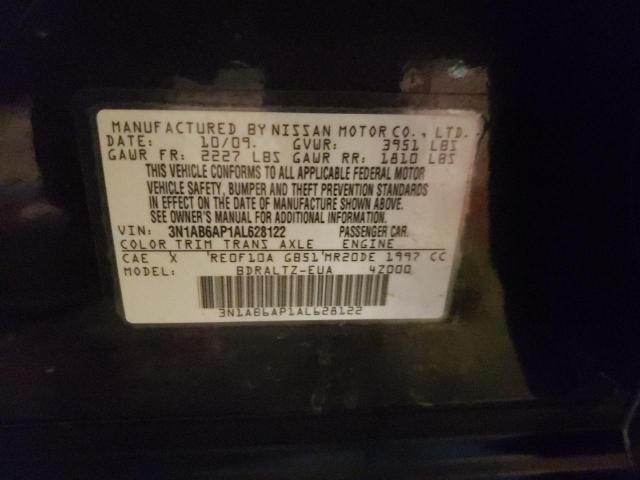 MANUFACTURED BY NISSAN MOTOR CO., LTD.
DATE: 10/09. GVWR: 3951 LBS
GAWR FR: 2227 LBS GAWR RR: 1810 LBS
THIS VEHICLE CONFORMS TO ALL APPLICABLE FEDERAL MOTOR
VEHICLE SAFETY, BUMPER AND THEFT PREVENTION STANDARDS
IN EFFECT ON THE DATE OF MANUFACTURE SHOWN ABOVE.
SEE OWNER'S MANUAL FOR ADDITIONAL INFORMATION.
VIN: 3N1AB6AP1AL628122 PASSENGER CAR.
COLOR TRIM TRANS AXLE ENGINE
CAE X 'RE0F10A GB51'MR20DE 1997 CC
MODEL: BDRALTZ-EUA 4Z000
3N1AB6AP1AL628122